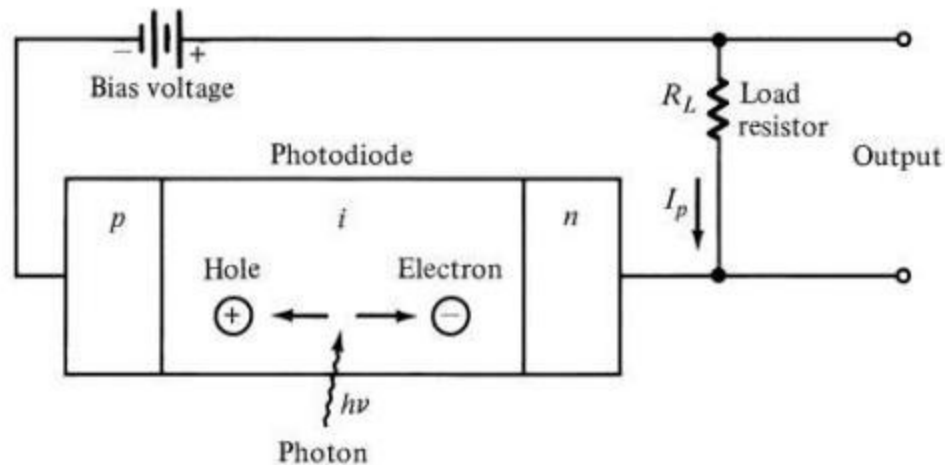 − +
Bias voltage
R_L Load
resistor
Photodiode
Output
p i n
I_p
Hole Electron
+ −
hν
Photon